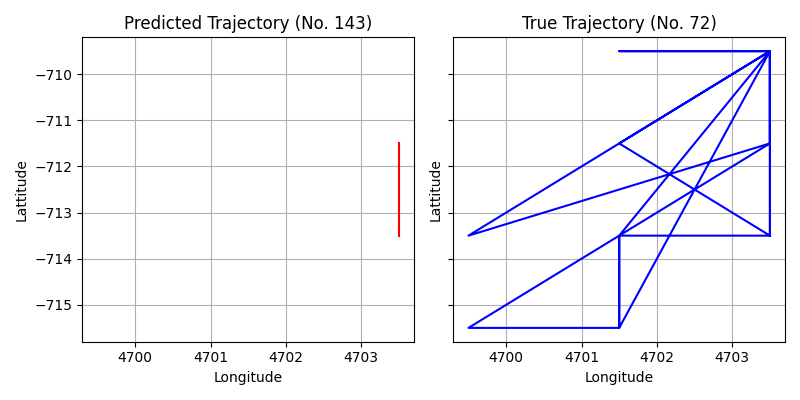 Predicted Trajectory (No. 143)
True Trajectory (No. 72)
−710
−711
−712
−713
−714
−715
Lattitude
Lattitude
4700
4701
4702
4703
4700
4701
4702
4703
Longitude
Longitude